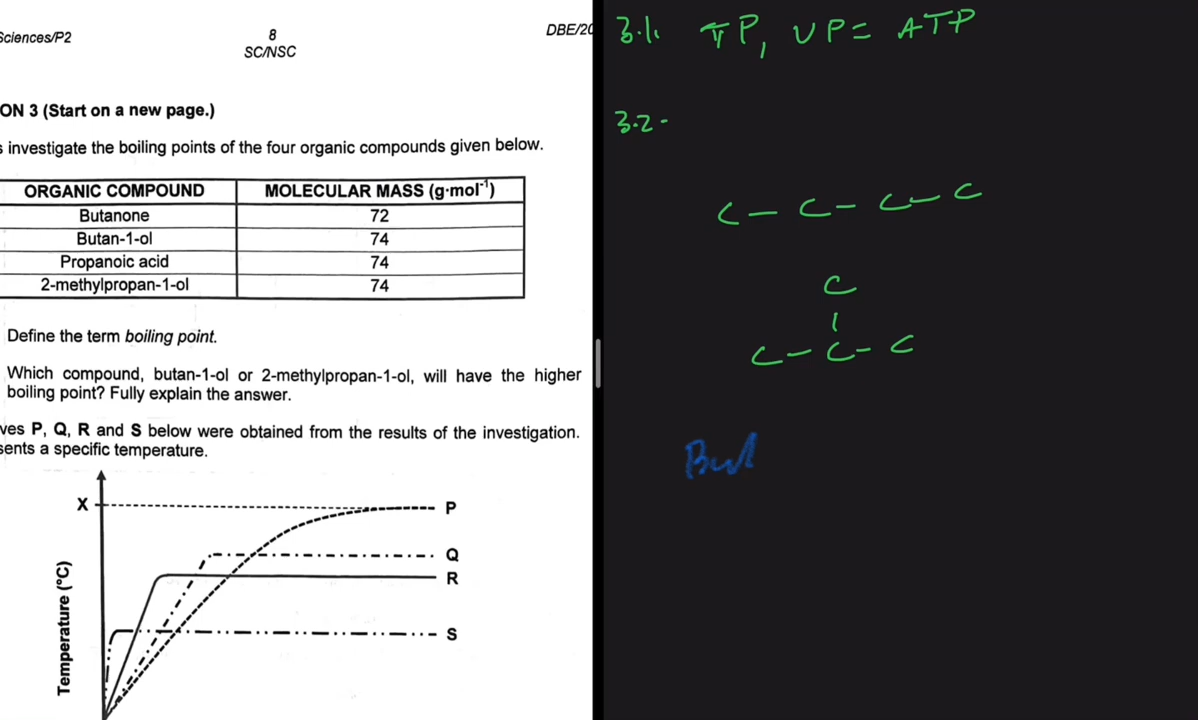 Sciences/P2
8
SC/NSC
DBE/20
ON 3 (Start on a new page.)
s investigate the boiling points of the four organic compounds given below.
ORGANIC COMPOUND MOLECULAR MASS (g·mol⁻¹)
Butanone 72
Butan-1-ol 74
Propanoic acid 74
2-methylpropan-1-ol 74
Define the term boiling point.
Which compound, butan-1-ol or 2-methylpropan-1-ol, will have the higher
boiling point? Fully explain the answer.
ves P, Q, R and S below were obtained from the results of the investigation.
sents a specific temperature.
X
P
Q
R
S
Temperature (°C)
3.1. P, VP = ATP
3.2.
C - C - C - C
C
|
C - C - C